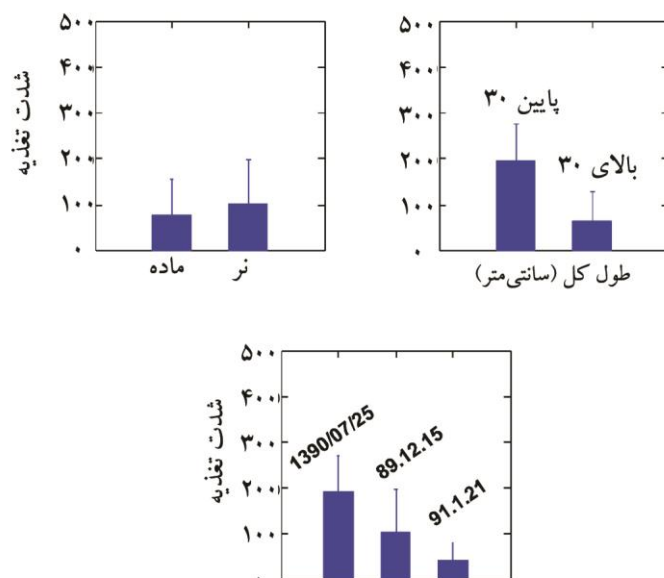 شدت تغذیه
۵۰۰
۴۰۰
۳۰۰
۲۰۰
۱۰۰
۰
ماده
نر
۵۰۰
۴۰۰
۳۰۰
۲۰۰
۱۰۰
۰
پایین ۳۰
بالای ۳۰
طول کل (سانتی‌متر)
شدت تغذیه
۵۰۰
۴۰۰
۳۰۰
۲۰۰
۱۰۰
1390/07/25
89.12.15
91.1.21